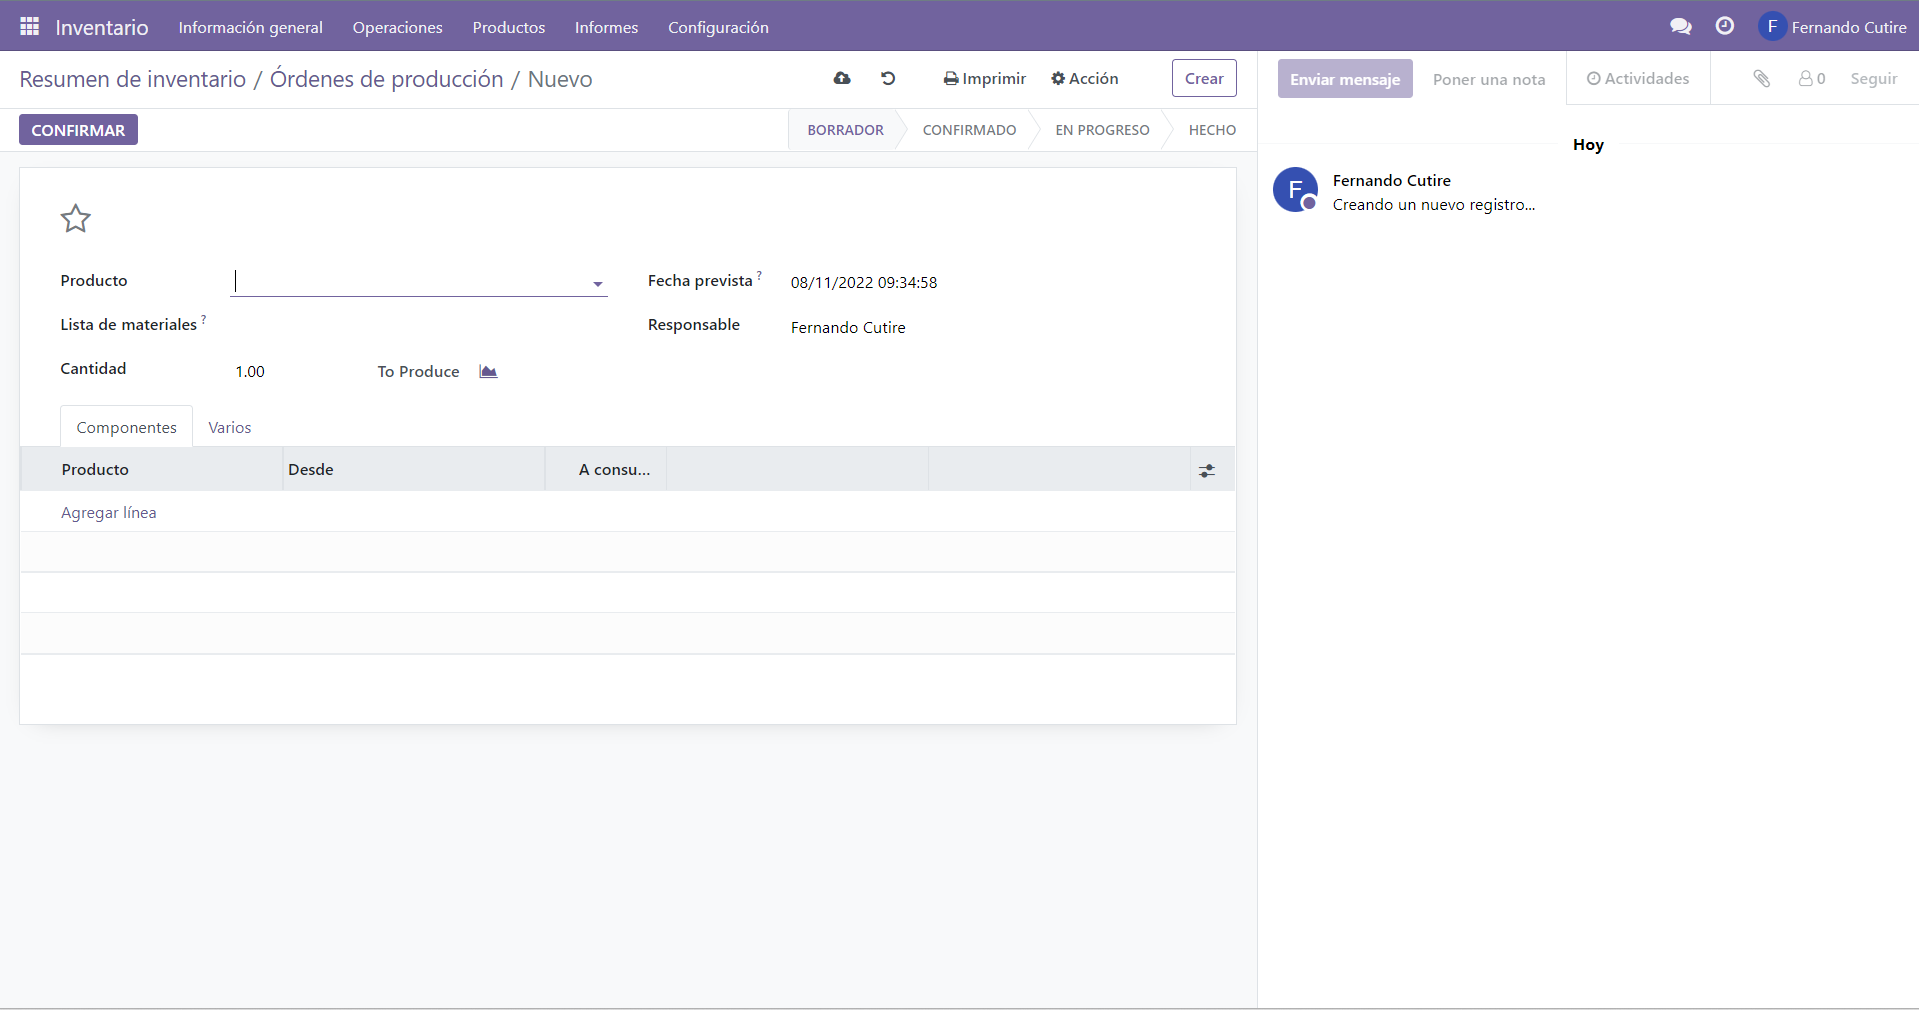 Inventario Información general Operaciones Productos Informes Configuración F Fernando Cutire
Resumen de inventario / Órdenes de producción / Nuevo Imprimir Acción Crear Enviar mensaje Poner una nota Actividades 0 Seguir
CONFIRMAR BORRADOR CONFIRMADO EN PROGRESO HECHO
Hoy
F Fernando Cutire
Creando un nuevo registro...
Producto Fecha prevista ? 08/11/2022 09:34:58
Lista de materiales ? Responsable Fernando Cutire
Cantidad 1.00 To Produce
Componentes Varios
Producto Desde A consu...
Agregar línea